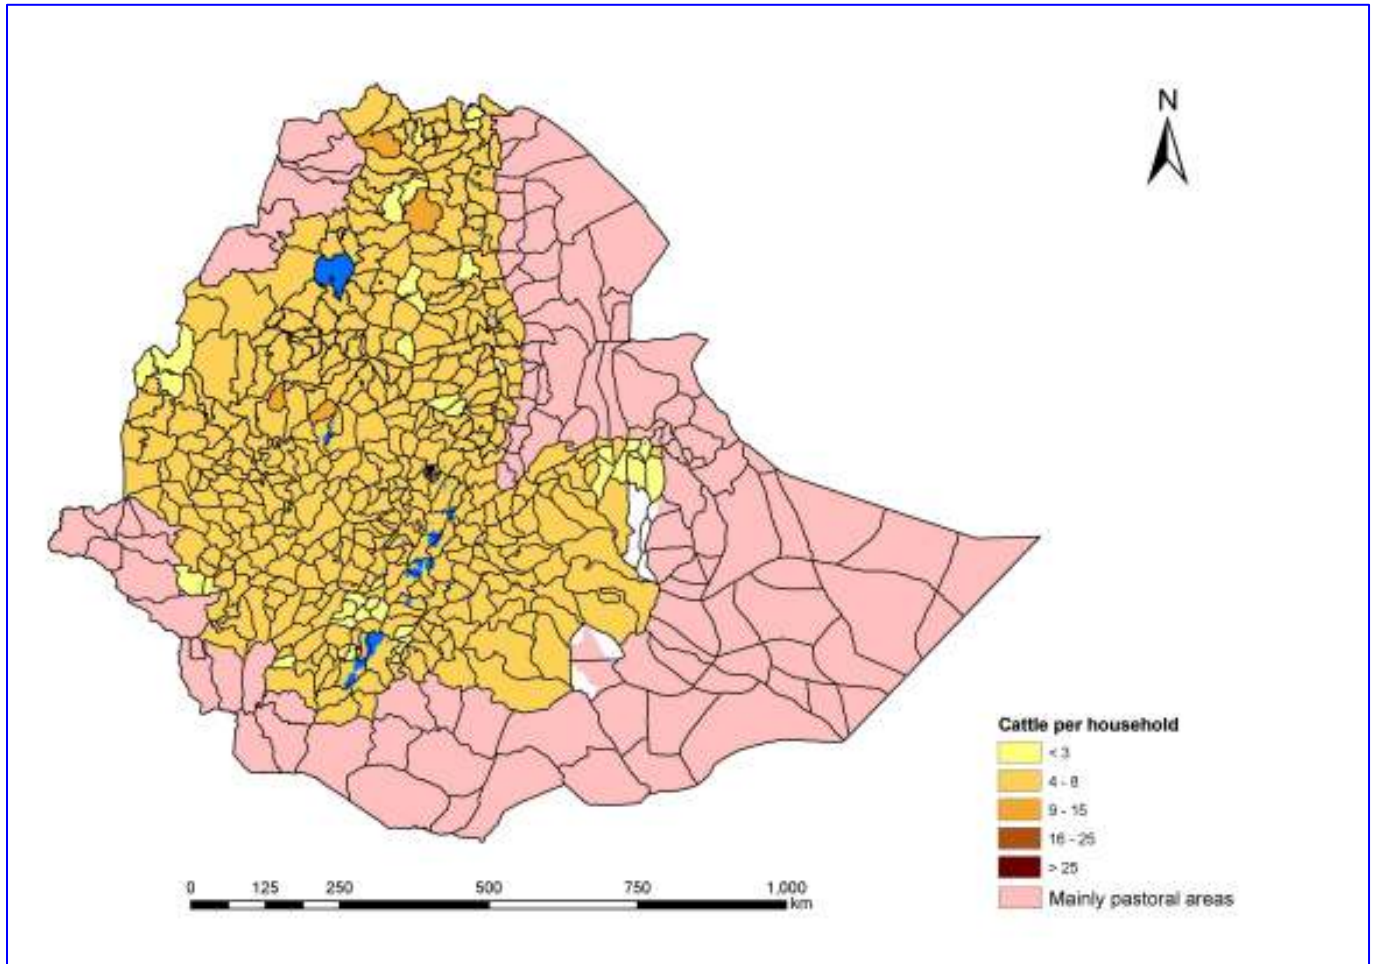 N
Cattle per household
< 3
4 - 8
9 - 15
16 - 25
> 25
Mainly pastoral areas
0 125 250 500 750 1,000
km